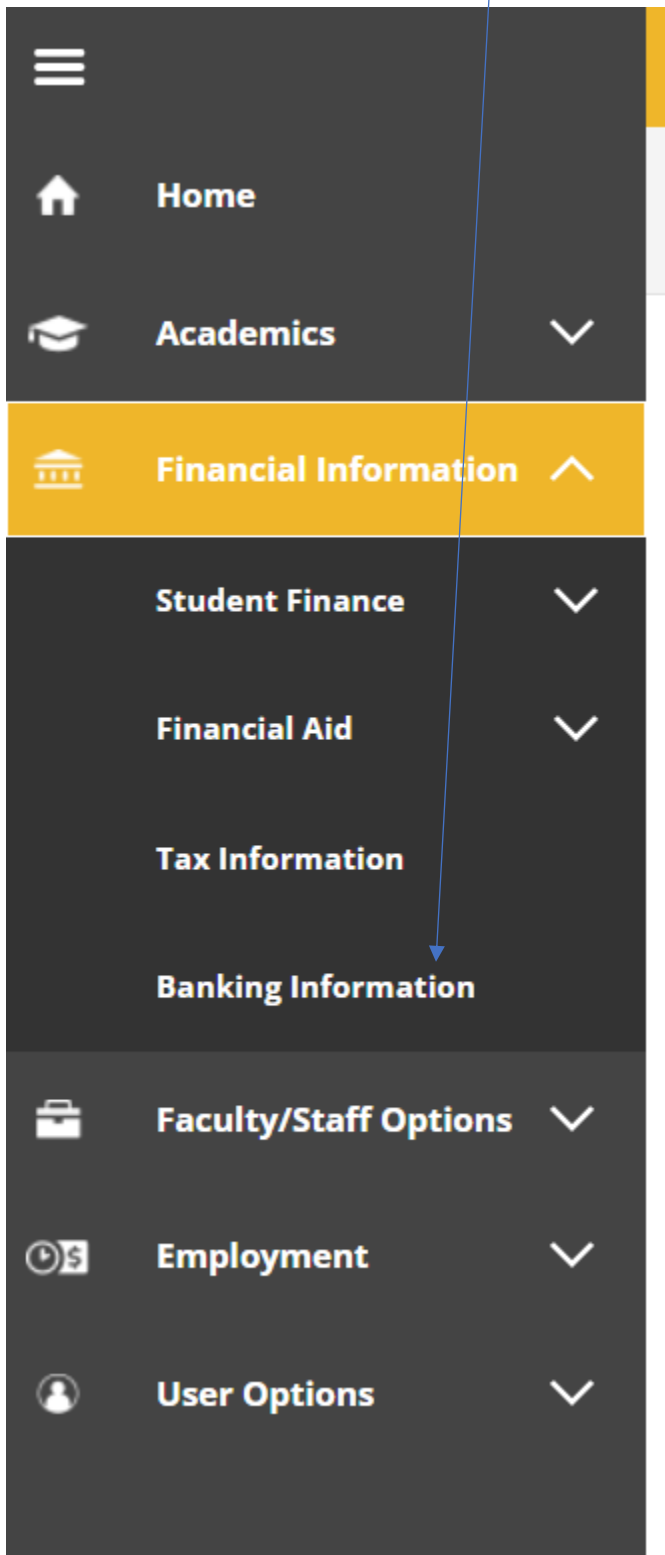 Home
Academics
Financial Information
Student Finance
Financial Aid
Tax Information
Banking Information
Faculty/Staff Options
$
Employment
User Options